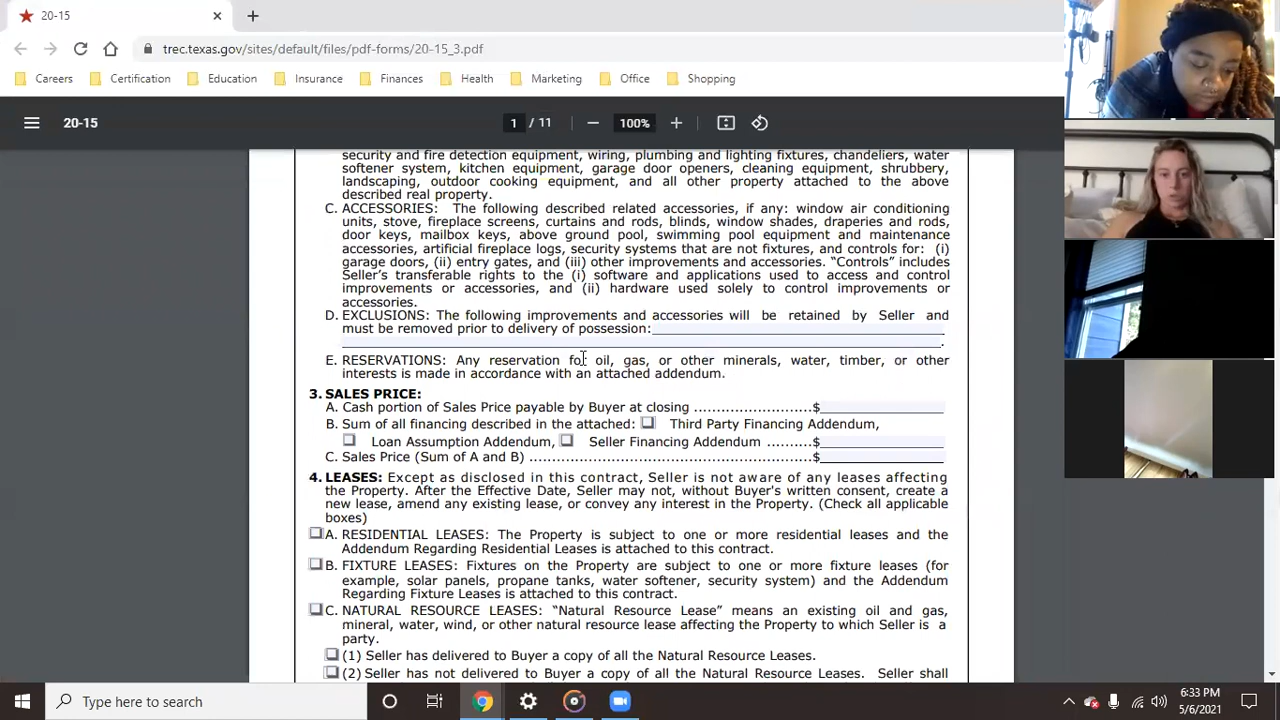 20-15
trec.texas.gov/sites/default/files/pdf-forms/20-15_3.pdf
Careers Certification Education Insurance Finances Health Marketing Office Shopping
20-15 1 / 11 100%
security and fire detection equipment, wiring, plumbing and lighting fixtures, chandeliers, water
softener system, kitchen equipment, garage door openers, cleaning equipment, shrubbery,
landscaping, outdoor cooking equipment, and all other property attached to the above
described real property.
C. ACCESSORIES: The following described related accessories, if any: window air conditioning
units, stove, fireplace screens, curtains and rods, blinds, window shades, draperies and rods,
door keys, mailbox keys, above ground pool, swimming pool equipment and maintenance
accessories, artificial fireplace logs, security systems that are not fixtures, and controls for: (i)
garage doors, (ii) entry gates, and (iii) other improvements and accessories. “Controls” includes
Seller's transferable rights to the (i) software and applications used to access and control
improvements or accessories, and (ii) hardware used solely to control improvements or
accessories.
D. EXCLUSIONS: The following improvements and accessories will be retained by Seller and
must be removed prior to delivery of possession:
.
E. RESERVATIONS: Any reservation for oil, gas, or other minerals, water, timber, or other
interests is made in accordance with an attached addendum.
3. SALES PRICE:
A. Cash portion of Sales Price payable by Buyer at closing ........................... $
B. Sum of all financing described in the attached: Third Party Financing Addendum,
Loan Assumption Addendum, Seller Financing Addendum .......... $
C. Sales Price (Sum of A and B) ................................................................. $
4. LEASES: Except as disclosed in this contract, Seller is not aware of any leases affecting
the Property. After the Effective Date, Seller may not, without Buyer's written consent, create a
new lease, amend any existing lease, or convey any interest in the Property. (Check all applicable
boxes)
A. RESIDENTIAL LEASES: The Property is subject to one or more residential leases and the
Addendum Regarding Residential Leases is attached to this contract.
B. FIXTURE LEASES: Fixtures on the Property are subject to one or more fixture leases (for
example, solar panels, propane tanks, water softener, security system) and the Addendum
Regarding Fixture Leases is attached to this contract.
C. NATURAL RESOURCE LEASES: “Natural Resource Lease” means an existing oil and gas,
mineral, water, wind, or other natural resource lease affecting the Property to which Seller is a
party.
(1) Seller has delivered to Buyer a copy of all the Natural Resource Leases.
(2) Seller has not delivered to Buyer a copy of all the Natural Resource Leases. Seller shall
Type here to search
6:33 PM
5/6/2021